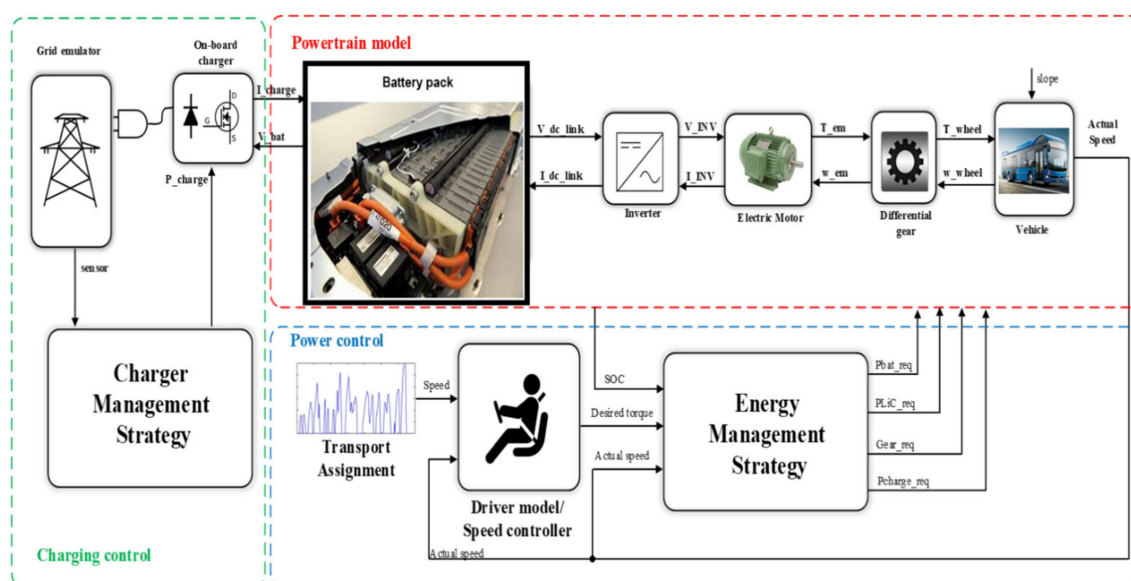 Grid emulator
On-board
charger
D
G
S
I_charge
V_bat
P_charge
sensor
Charger
Management
Strategy
Charging control
Powertrain model
Battery pack
V_dc_link
I_dc_link
Inverter
V_INV
I_INV
Electric Motor
T_em
w_em
Differential
gear
T_wheel
w_wheel
slope
Vehicle
Actual
Speed
Power control
Transport
Assignment
Speed
Driver model/
Speed controller
Actual speed
SOC
Desired torque
Actual speed
Energy
Management
Strategy
Pbat_req
PLiC_req
Gear_req
Pcharge_req